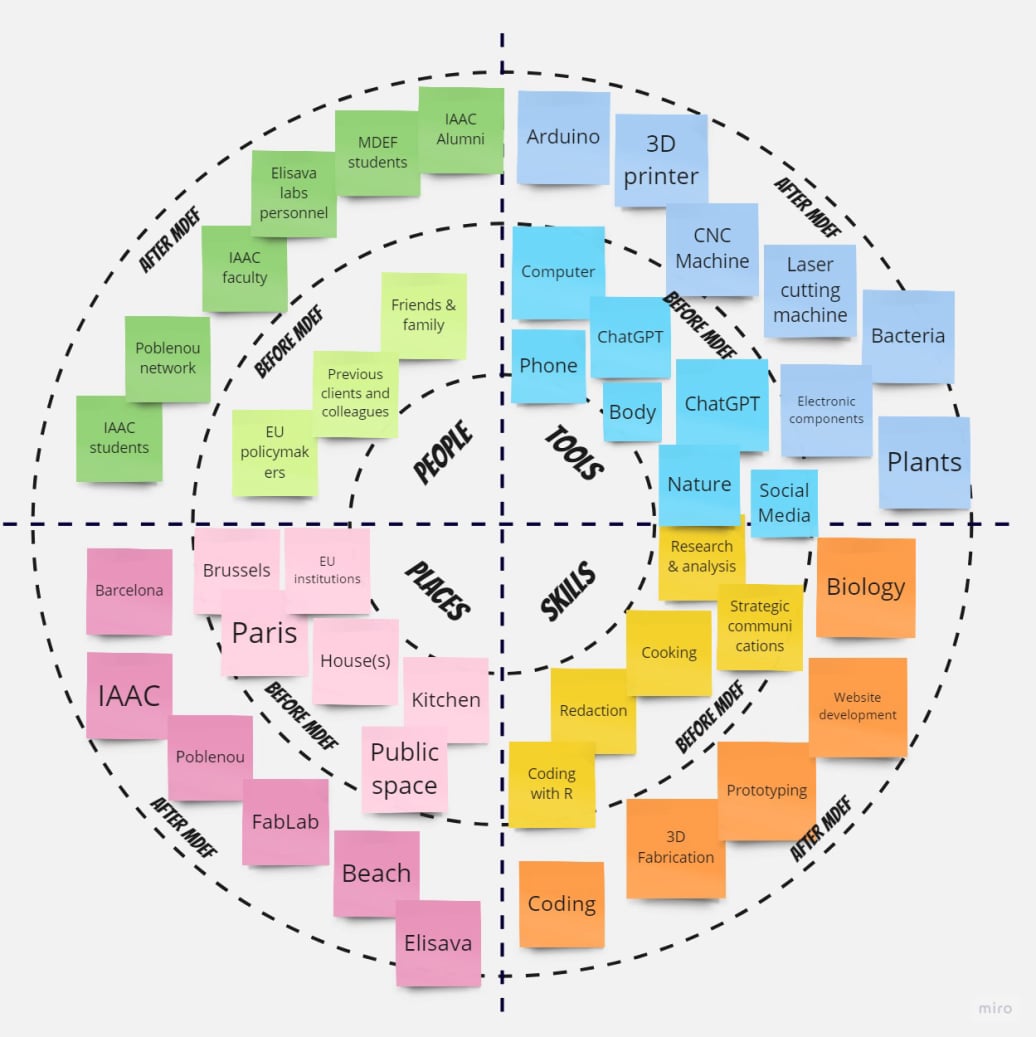 IAAC
Alumni
MDEF
students
Elisava
labs
personnel
IAAC
faculty
Poblenou
network
IAAC
students
AFTER MDEF
BEFORE MDEF
Friends &
family
Previous
clients and
colleagues
EU
policymak
ers
PEOPLE
Arduino
3D
printer
CNC
Machine
Laser
cutting
machine
Bacteria
Electronic
components
Plants
AFTER MDEF
BEFORE MDEF
Computer
ChatGPT
Phone
Body
ChatGPT
Nature
Social
Media
TOOLS
PLACES
Brussels
EU
institutions
Paris
House(s)
Kitchen
Public
space
BEFORE MDEF
Barcelona
IAAC
Poblenou
FabLab
Beach
Elisava
AFTER MDEF
SKILLS
Research
& analysis
Strategic
communi
cations
Cooking
Redaction
Coding
with R
BEFORE MDEF
Biology
Website
development
Prototyping
3D
Fabrication
Coding
AFTER MDEF
miro